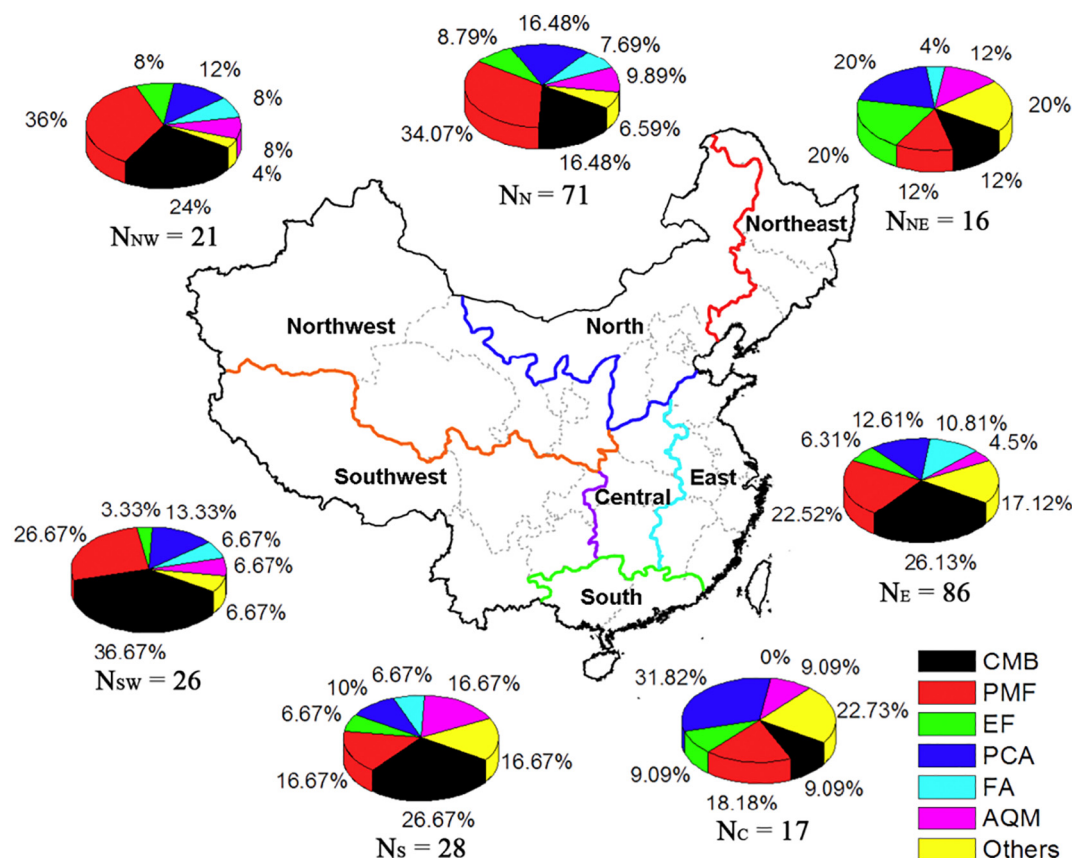 8%
12%
8%
36%
8%
4%
24%
NNW = 21
16.48%
8.79%
7.69%
9.89%
6.59%
34.07%
16.48%
NN = 71
4%
12%
20%
20%
20%
12%
12%
NNE = 16
Northeast
Northwest
North
Southwest
Central
East
South
12.61%
10.81%
6.31%
4.5%
17.12%
22.52%
26.13%
NE = 86
3.33%
13.33%
26.67%
6.67%
6.67%
6.67%
36.67%
NSW = 26
6.67%
10%
16.67%
6.67%
16.67%
16.67%
26.67%
NS = 28
0%
9.09%
31.82%
22.73%
9.09%
9.09%
18.18%
NC = 17
CMB
PMF
EF
PCA
FA
AQM
Others